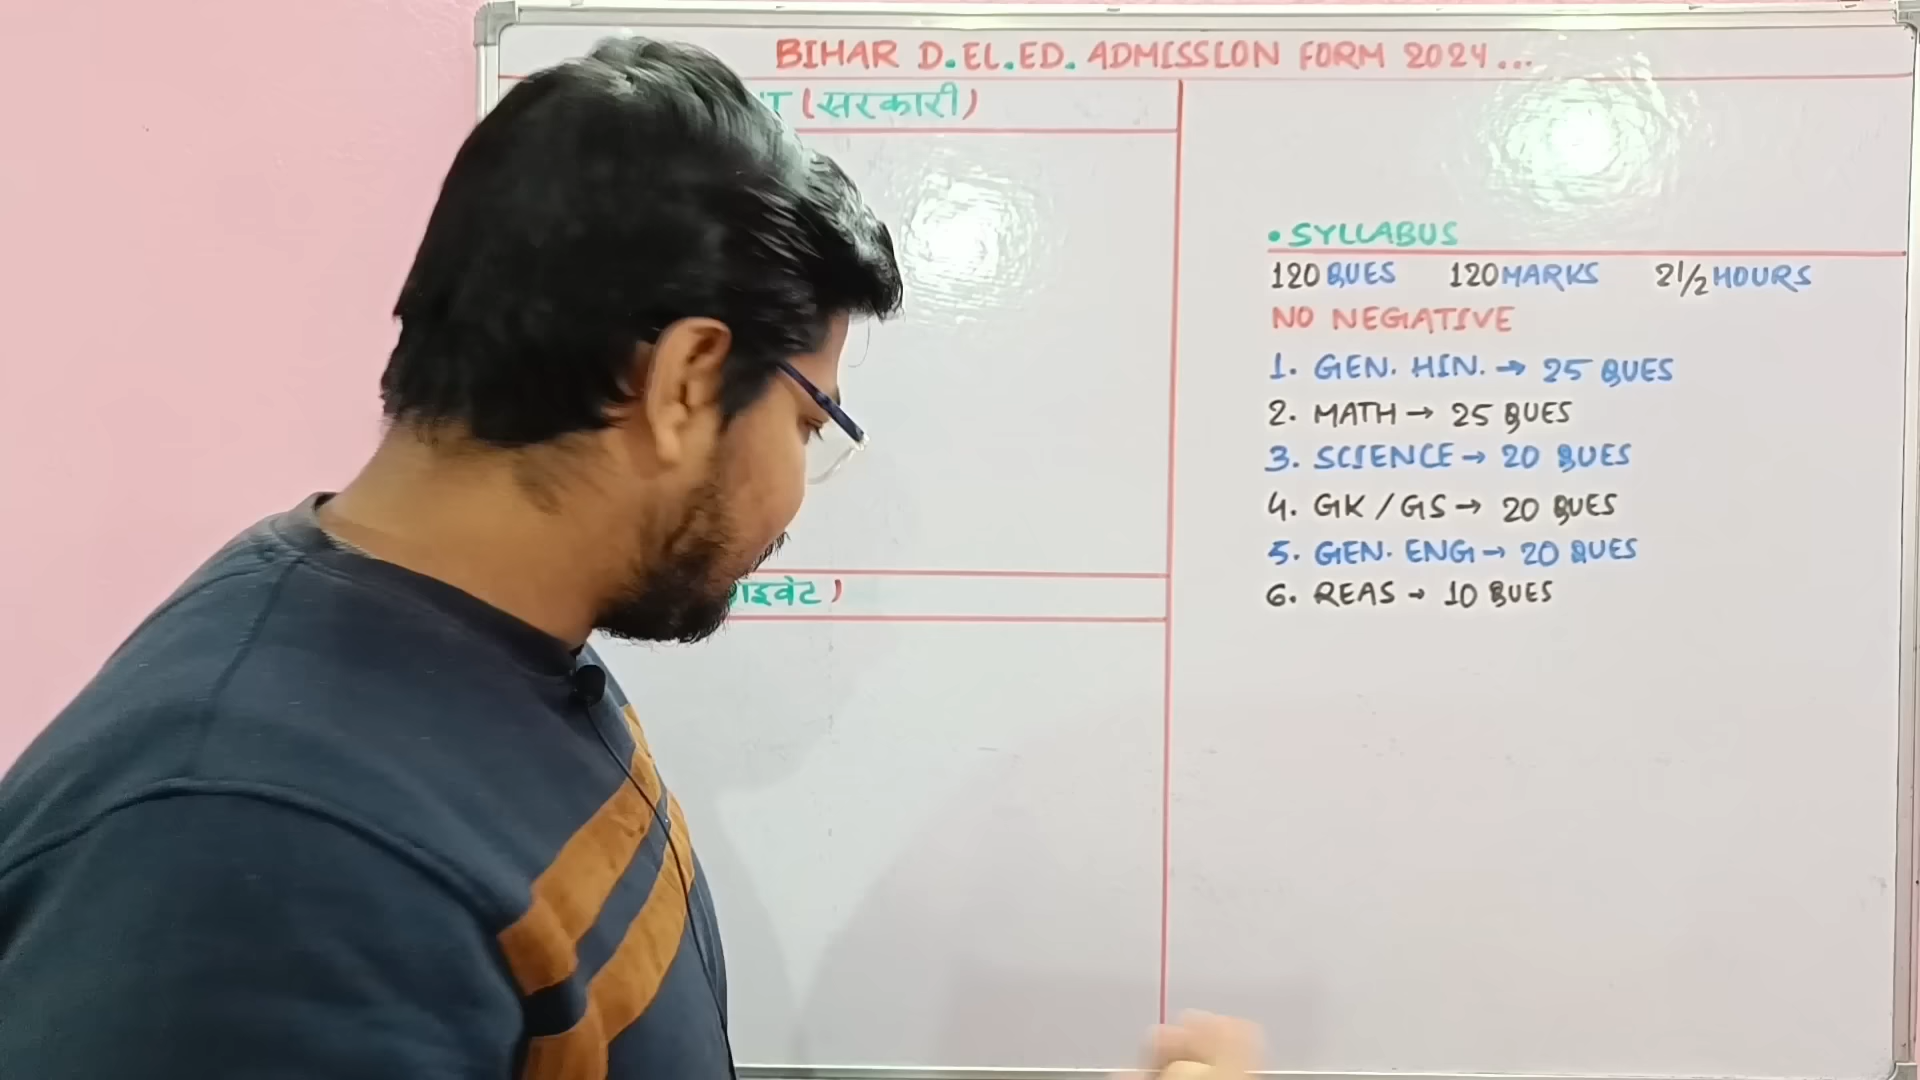 BIHAR D.EL.ED. ADMISSION FORM 2024...
(सरकारी)
• SYLLABUS
120 QUES 120 MARKS 2 1/2 HOURS
NO NEGATIVE
1. GEN. HIN. → 25 QUES
2. MATH → 25 QUES
3. SCIENCE → 20 QUES
4. GK / GS → 20 QUES
5. GEN. ENG → 20 QUES
6. REAS → 10 QUES